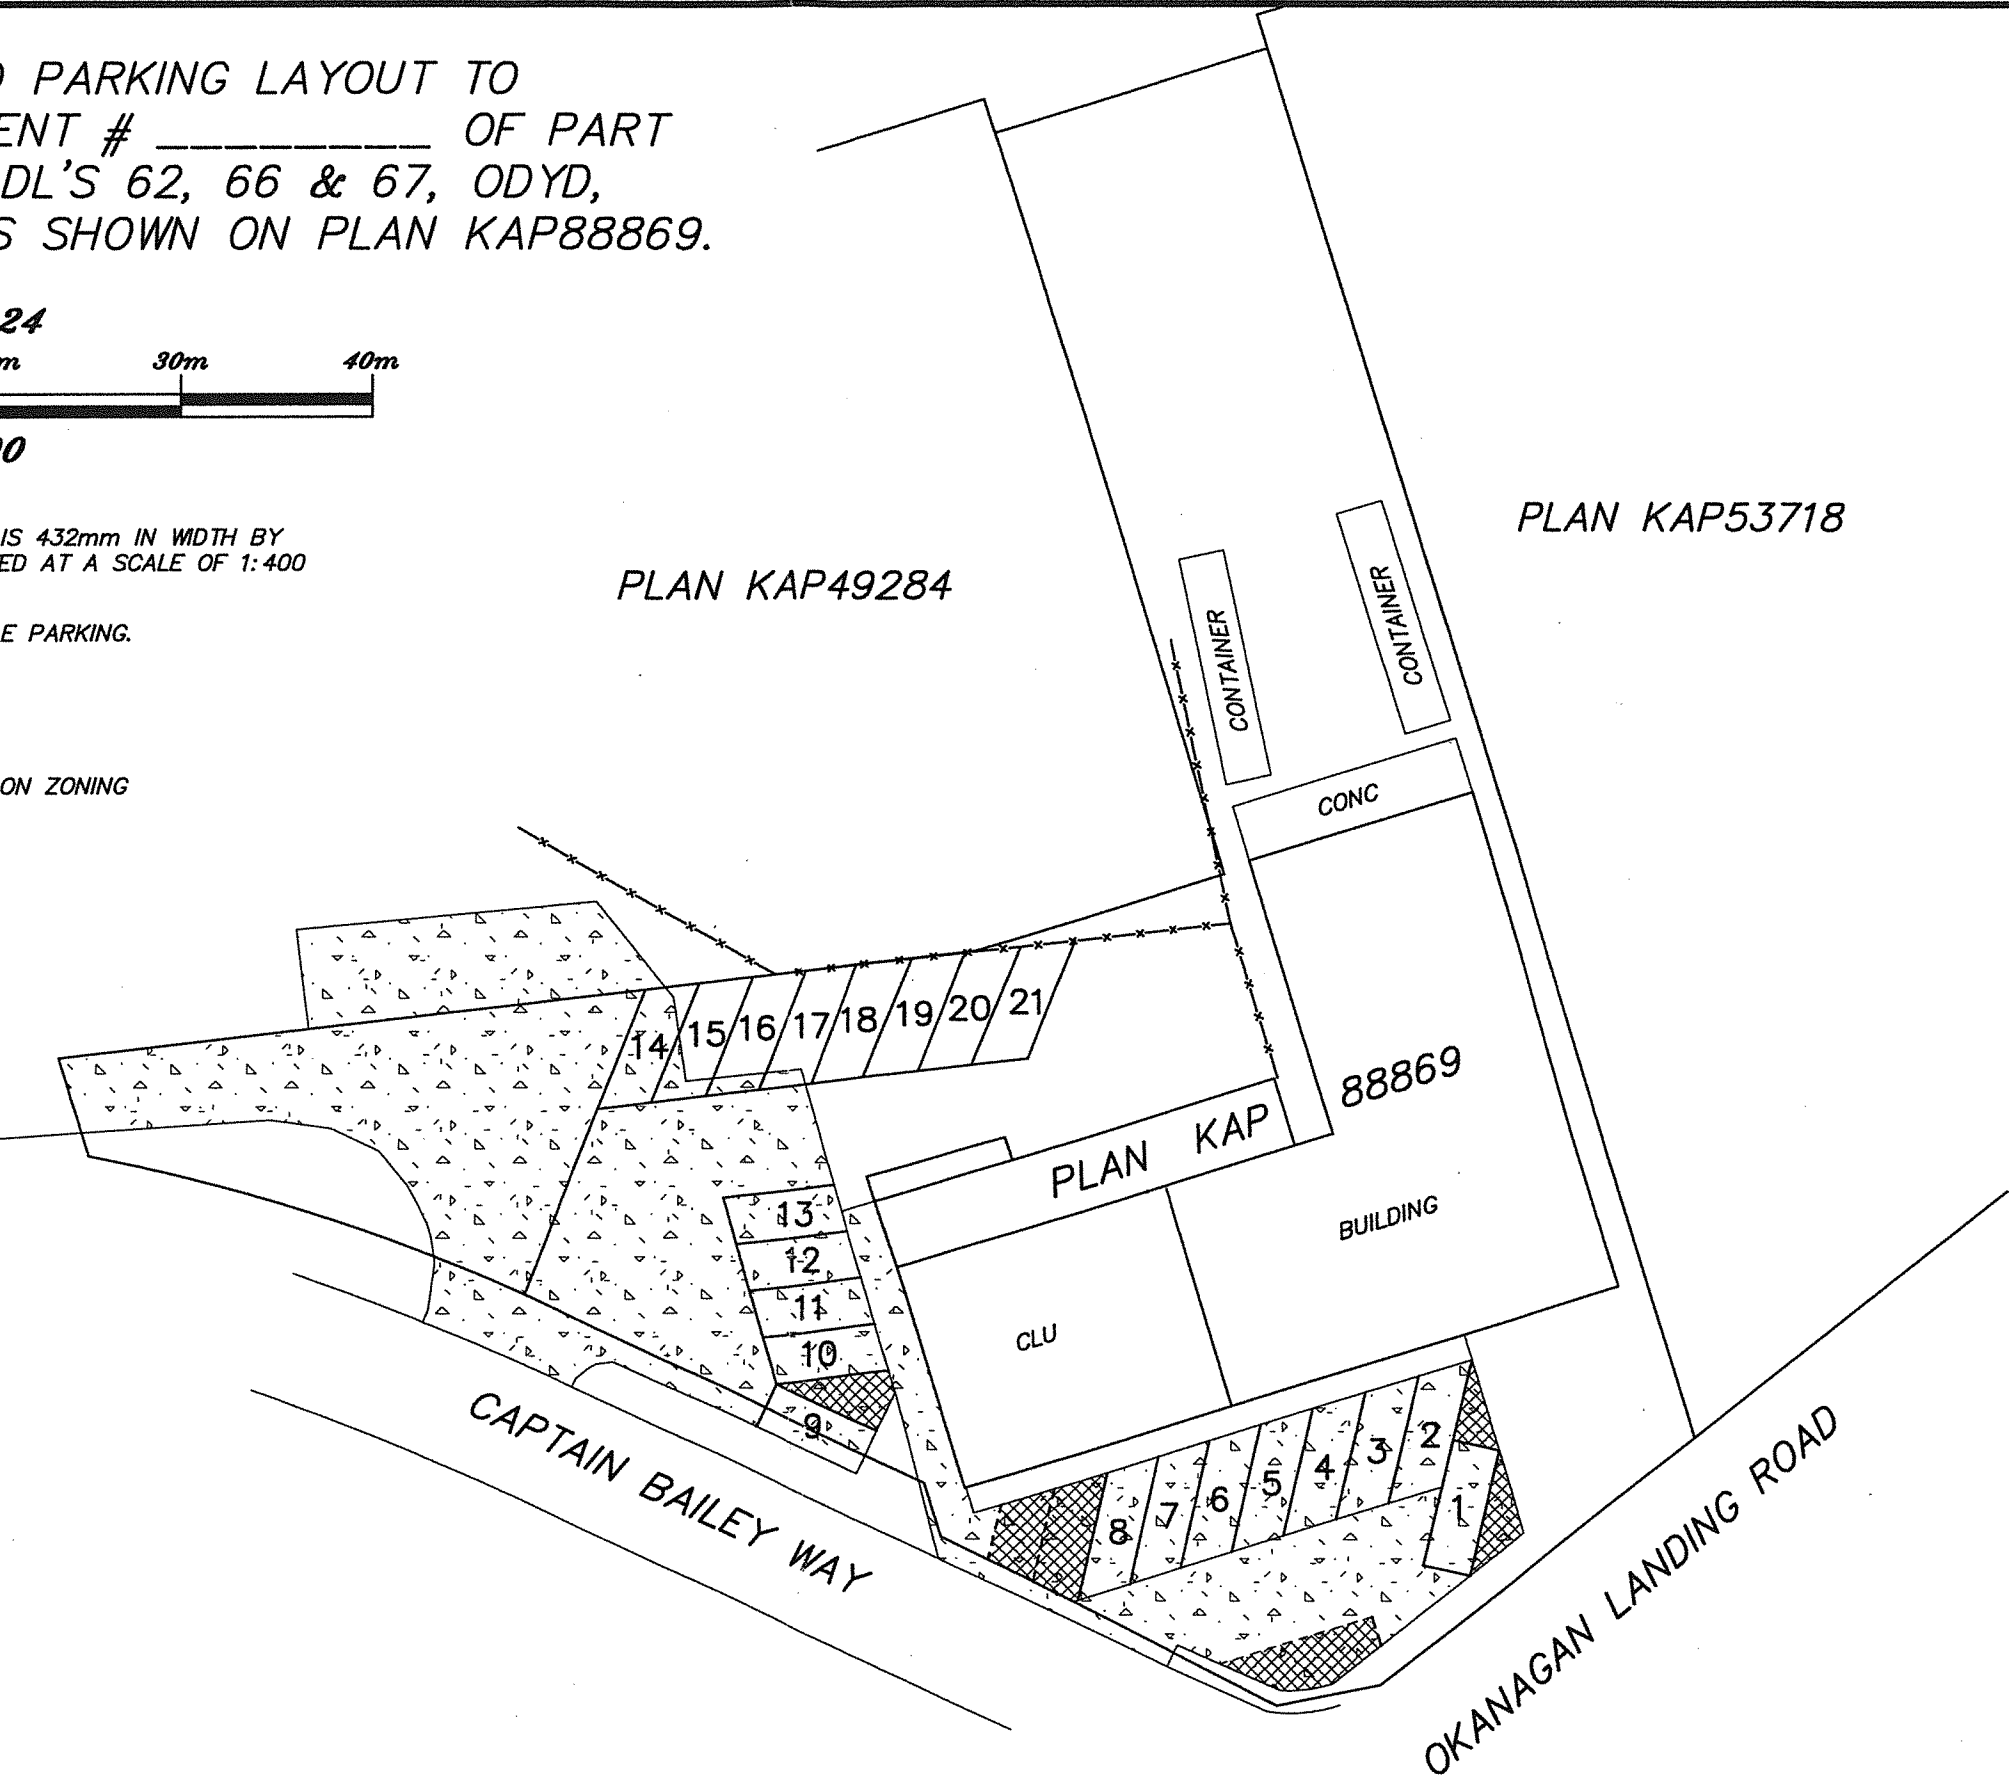 PARKING LAYOUT TO
# ________ OF PART
DL'S 62, 66 & 67, ODYD,
SHOWN ON PLAN KAP88869.
24
30m 40m
IS 432mm IN WIDTH BY
AT A SCALE OF 1:400
PARKING.
ON ZONING
PLAN KAP49284
PLAN KAP53718
CONTAINER
CONTAINER
CONC
14 15 16 17 18 19 20 21
PLAN KAP 88869
BUILDING
CLU
13
12
11
10
9
8 7 6 5 4 3 2
1
CAPTAIN BAILEY WAY
OKANAGAN LANDING ROAD